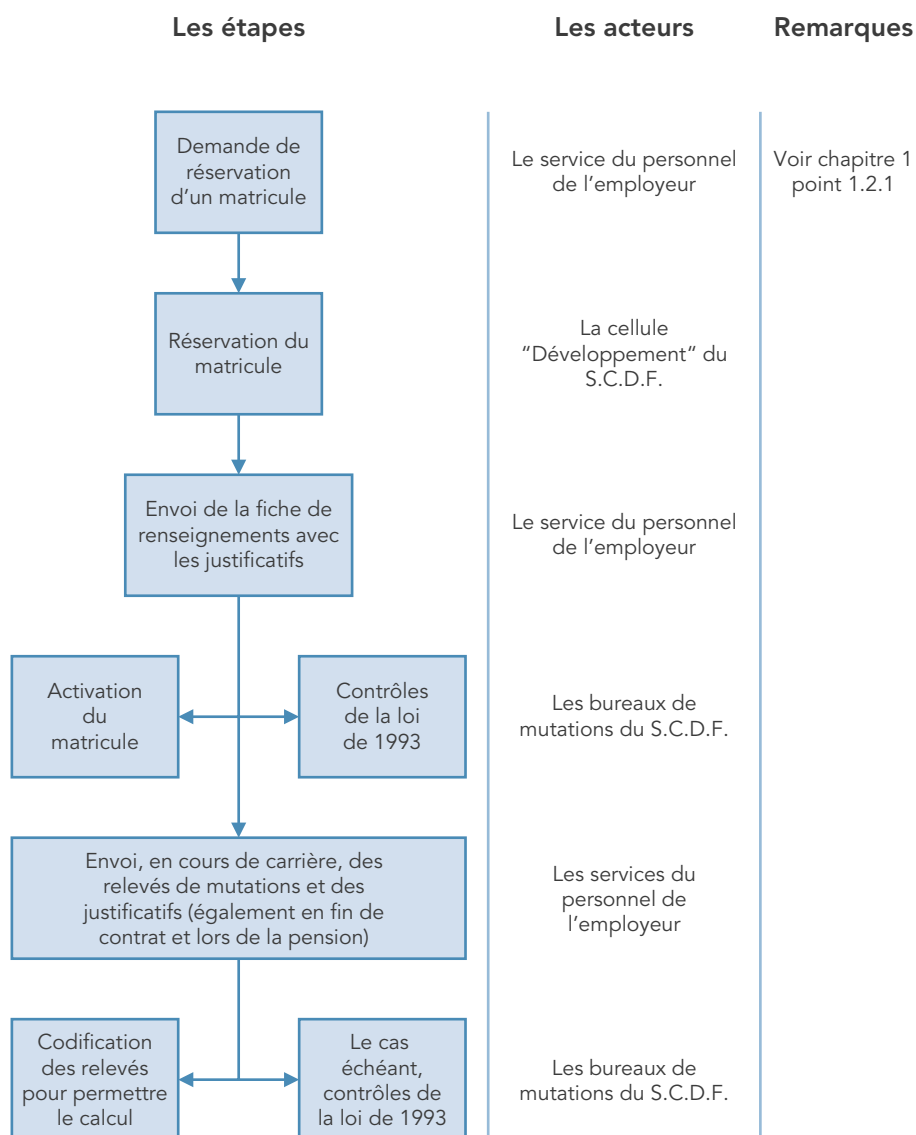 Les étapes
Les acteurs
Remarques
Demande de
réservation
d’un matricule
Le service du personnel
de l’employeur
Voir chapitre 1
point 1.2.1
Réservation du
matricule
La cellule
“Développement“ du
S.C.D.F.
Envoi de la fiche de
renseignements avec
les justificatifs
Le service du personnel
de l’employeur
Activation
du
matricule
Contrôles
de la loi
de 1993
Les bureaux de
mutations du S.C.D.F.
Envoi, en cours de carrière, des
relevés de mutations et des
justificatifs (également en fin de
contrat et lors de la pension)
Les services du
personnel de
l’employeur
Codification
des relevés
pour permettre
le calcul
Le cas
échéant,
contrôles de
la loi de 1993
Les bureaux de
mutations du S.C.D.F.